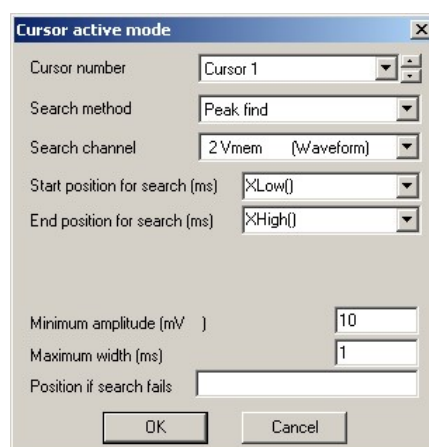 Cursor active mode
Cursor number Cursor 1
Search method Peak find
Search channel 2 Vmem (Waveform)
Start position for search (ms) XLow()
End position for search (ms) XHigh()
Minimum amplitude (mV ) 10
Maximum width (ms) 1
Position if search fails
OK Cancel